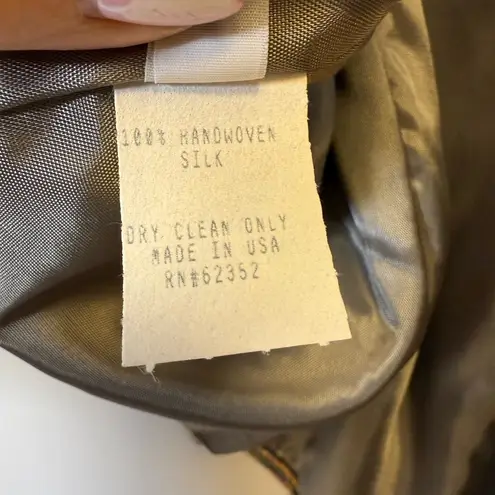 100% HANDWOVEN
SILK
DRY CLEAN ONLY
MADE IN USA
RN#62352